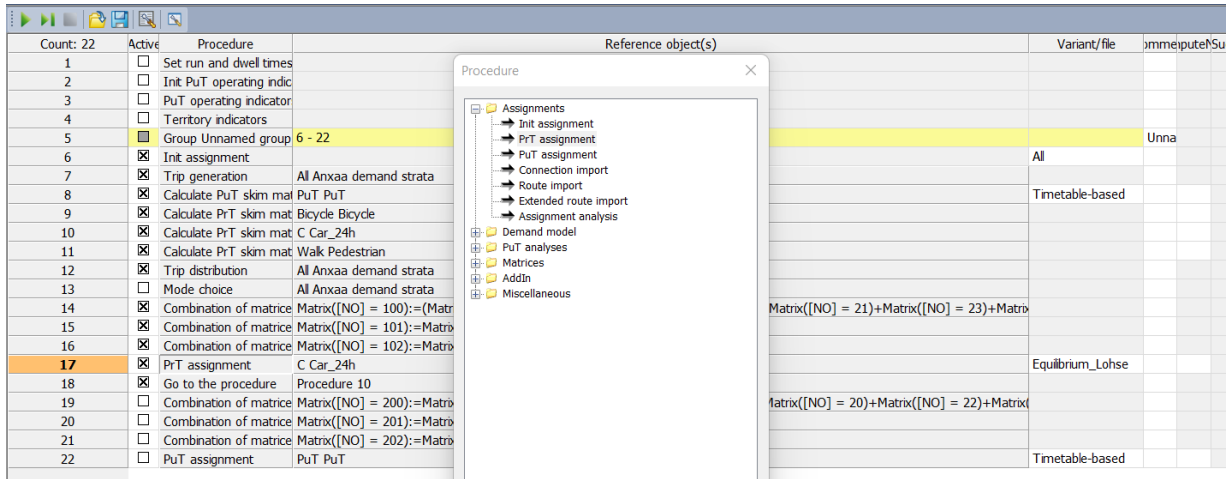 Count: 22 Active Procedure Reference object(s) Variant/file omme puteN Su
1 Set run and dwell times
2 Init PuT operating indic
3 PuT operating indicator
4 Territory indicators
5 Group Unnamed group 6 - 22 Unna
6 Init assignment All
7 Trip generation All Anxaa demand strata
8 Calculate PuT skim mat PuT PuT Timetable-based
9 Calculate PrT skim mat Bicycle Bicycle
10 Calculate PrT skim mat C Car_24h
11 Calculate PrT skim mat Walk Pedestrian
12 Trip distribution All Anxaa demand strata
13 Mode choice All Anxaa demand strata
14 Combination of matrice Matrix([NO] = 100):=(Matr Matrix([NO] = 21)+Matrix([NO] = 23)+Matrix
15 Combination of matrice Matrix([NO] = 101):=Matrix
16 Combination of matrice Matrix([NO] = 102):=Matrix
17 PrT assignment C Car_24h Equilibrium_Lohse
18 Go to the procedure Procedure 10
19 Combination of matrice Matrix([NO] = 200):=Matrix Matrix([NO] = 20)+Matrix([NO] = 22)+Matrix(
20 Combination of matrice Matrix([NO] = 201):=Matrix
21 Combination of matrice Matrix([NO] = 202):=Matrix
22 PuT assignment PuT PuT Timetable-based
Procedure
Assignments
Init assignment
PrT assignment
PuT assignment
Connection import
Route import
Extended route import
Assignment analysis
Demand model
PuT analyses
Matrices
AddIn
Miscellaneous